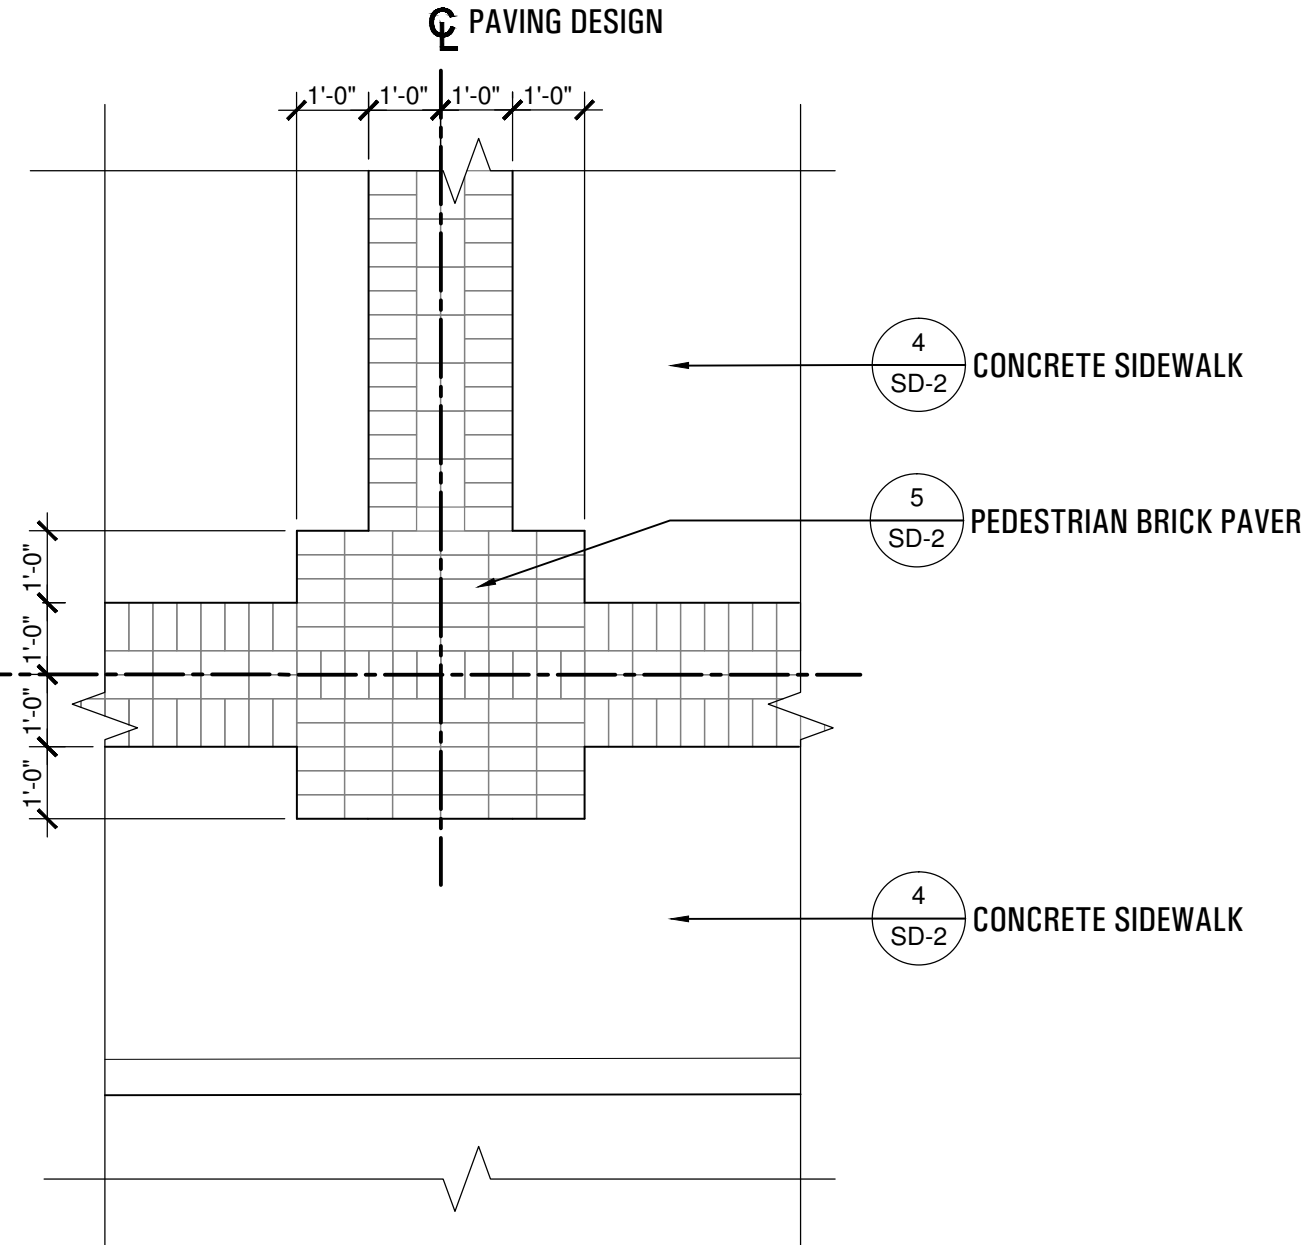 ℄ PAVING DESIGN
1'-0" 1'-0" 1'-0" 1'-0"
4
SD-2
CONCRETE SIDEWALK
5
SD-2
PEDESTRIAN BRICK PAVER
1'-0"
1'-0"
1'-0"
1'-0"
4
SD-2
CONCRETE SIDEWALK